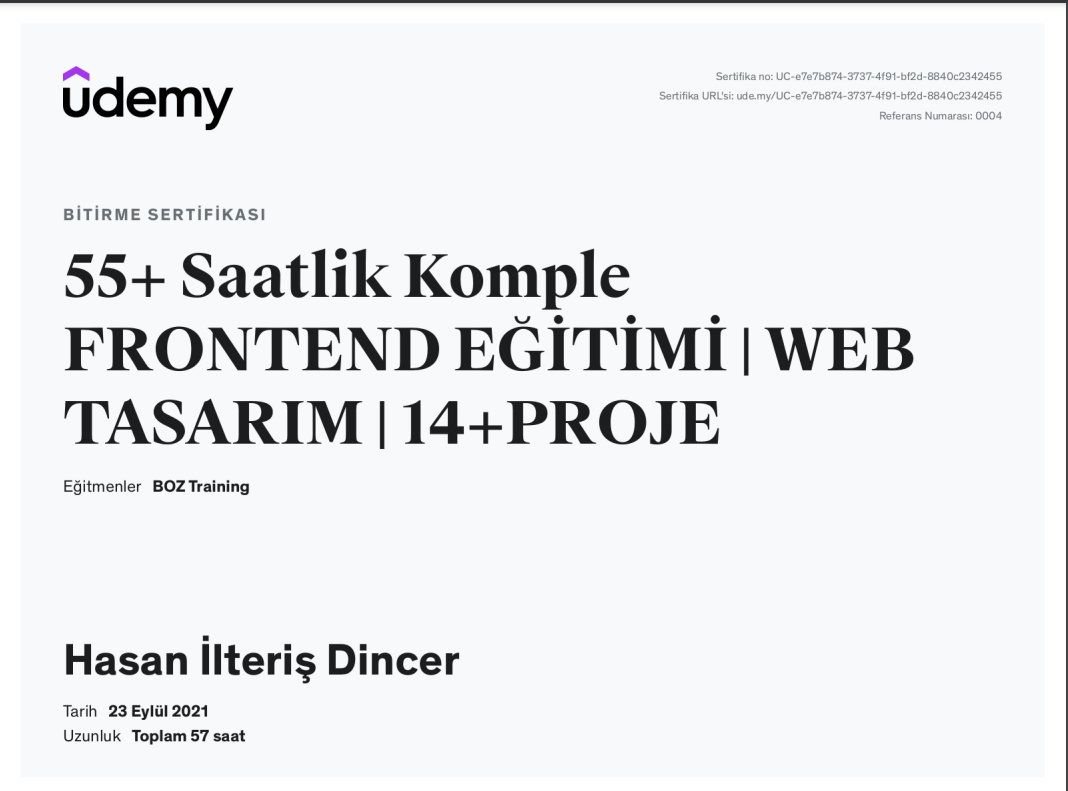 udemy
Sertifika no: UC-e7e7b874-3737-4f91-bf2d-8840c2342455
Sertifika URL'si: ude.my/UC-e7e7b874-3737-4f91-bf2d-8840c2342455
Referans Numarası: 0004
BİTİRME SERTİFİKASI
55+ Saatlik Komple
FRONTEND EĞİTİMİ | WEB
TASARIM | 14+PROJE
Eğitmenler BOZ Training
Hasan İlteriş Dincer
Tarih 23 Eylül 2021
Uzunluk Toplam 57 saat